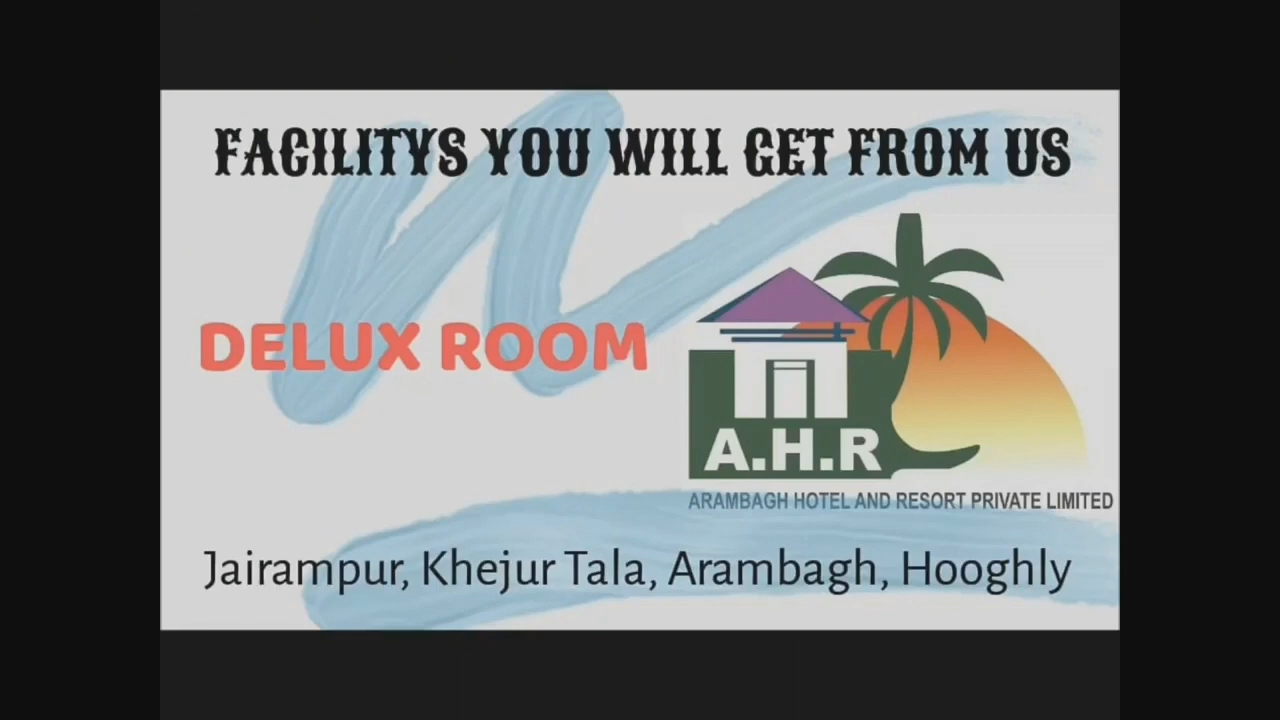 FACILITYS YOU WILL GET FROM US
DELUX ROOM
A.H.R
ARAMBAGH HOTEL AND RESORT PRIVATE LIMITED
Jairampur, Khejur Tala, Arambagh, Hooghly